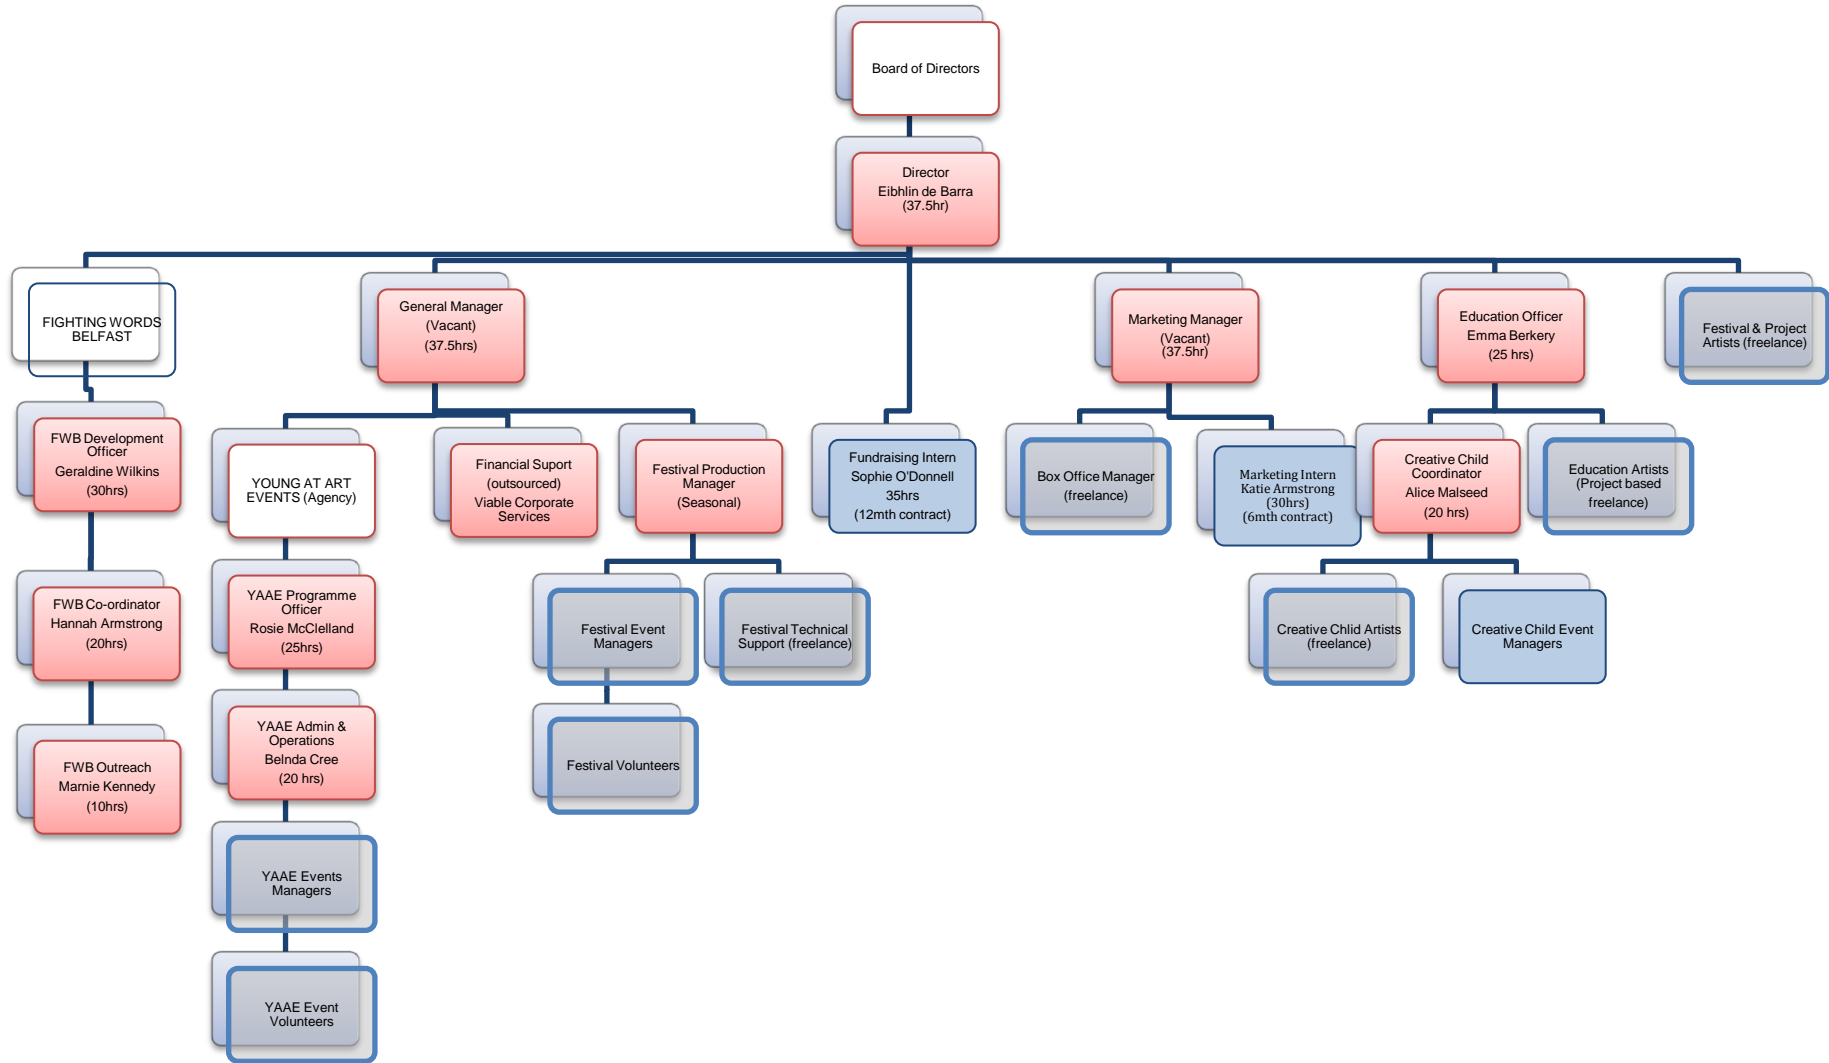 Board of Directors
Director
Eibhlin de Barra
(37.5hr)
FIGHTING WORDS
BELFAST
General Manager
(Vacant)
(37.5hrs)
Marketing Manager
(Vacant)
(37.5hr)
Education Officer
Emma Berkery
(25 hrs)
Festival & Project
Artists (freelance)
FWB Development
Officer
Geraldine Wilkins
(30hrs)
YOUNG AT ART
EVENTS (Agency)
Financial Suport
(outsourced)
Viable Corporate
Services
Festival Production
Manager
(Seasonal)
Fundraising Intern
Sophie O'Donnell
35hrs
(12mth contract)
Box Office Manager
(freelance)
Marketing Intern
Katie Armstrong
(30hrs)
(6mth contract)
Creative Child
Coordinator
Alice Malseed
(20 hrs)
Education Artists
(Project based
freelance)
FWB Co-ordinator
Hannah Armstrong
(20hrs)
YAAE Programme
Officer
Rosie McClelland
(25hrs)
Festival Event
Managers
Festival Technical
Support (freelance)
Creative Chlid Artists
(freelance)
Creative Child Event
Managers
FWB Outreach
Marnie Kennedy
(10hrs)
YAAE Admin &
Operations
Belnda Cree
(20 hrs)
Festival Volunteers
YAAE Events
Managers
YAAE Event
Volunteers